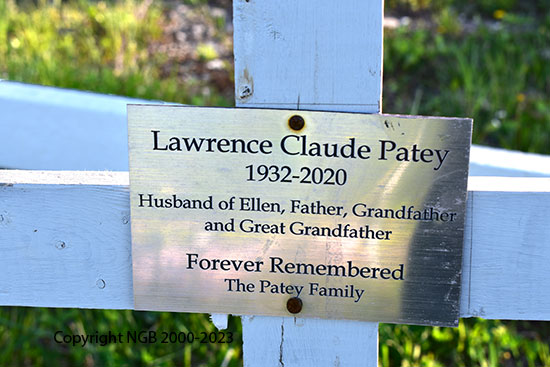 Lawrence Claude Patey
1932-2020
Husband of Ellen, Father, Grandfather
and Great Grandfather
Forever Remembered
The Patey Family
Copyright NGB 2000-2023